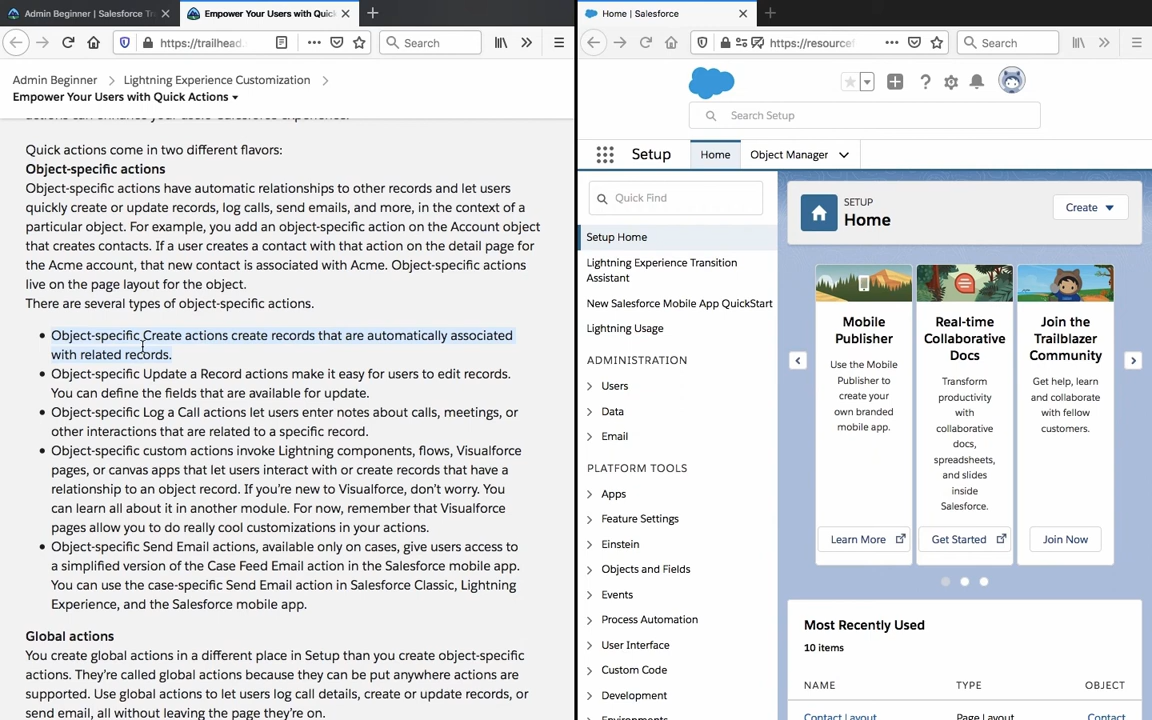 Admin Beginner | Salesforce Tr
Empower Your Users with Quic
https://trailhead.
Search
Admin Beginner
Lightning Experience Customization
Empower Your Users with Quick Actions
actions can enhance your users' Salesforce experience.
Quick actions come in two different flavors:
Object-specific actions
Object-specific actions have automatic relationships to other records and let users
quickly create or update records, log calls, send emails, and more, in the context of a
particular object. For example, you add an object-specific action on the Account object
that creates contacts. If a user creates a contact with that action on the detail page for
the Acme account, that new contact is associated with Acme. Object-specific actions
live on the page layout for the object.
There are several types of object-specific actions.
Object-specific Create actions create records that are automatically associated
with related records.
Object-specific Update a Record actions make it easy for users to edit records.
You can define the fields that are available for update.
Object-specific Log a Call actions let users enter notes about calls, meetings, or
other interactions that are related to a specific record.
Object-specific custom actions invoke Lightning components, flows, Visualforce
pages, or canvas apps that let users interact with or create records that have a
relationship to an object record. If you're new to Visualforce, don't worry. You
can learn all about it in another module. For now, remember that Visualforce
pages allow you to do really cool customizations in your actions.
Object-specific Send Email actions, available only on cases, give users access to
a simplified version of the Case Feed Email action in the Salesforce mobile app.
You can use the case-specific Send Email action in Salesforce Classic, Lightning
Experience, and the Salesforce mobile app.
Global actions
You create global actions in a different place in Setup than you create object-specific
actions. They're called global actions because they can be put anywhere actions are
supported. Use global actions to let users log call details, create or update records, or
send email, all without leaving the page they're on.
Home | Salesforce
https://resource
Search
Search Setup
Setup
Home
Object Manager
Quick Find
Setup Home
Lightning Experience Transition
Assistant
New Salesforce Mobile App QuickStart
Lightning Usage
ADMINISTRATION
Users
Data
Email
PLATFORM TOOLS
Apps
Feature Settings
Einstein
Objects and Fields
Events
Process Automation
User Interface
Custom Code
Development
Environments
SETUP
Home
Create
Mobile
Publisher
Use the Mobile
Publisher to
create your
own branded
mobile app.
Learn More
Real-time
Collaborative
Docs
Transform
productivity
with
collaborative
docs,
spreadsheets,
and slides
inside
Salesforce.
Get Started
Join the
Trailblazer
Community
Get help, learn
and collaborate
with fellow
customers.
Join Now
Most Recently Used
10 items
NAME
TYPE
OBJECT
Contact Layout
Page Layout
Contact